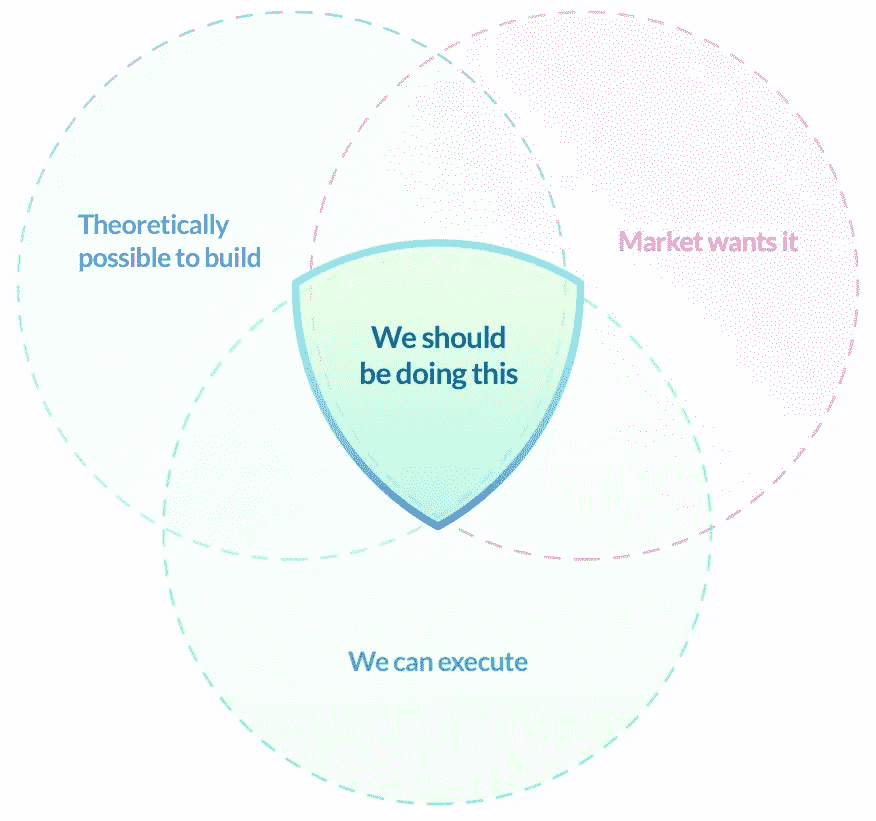 Theoretically
possible to build
Market wants it
We should
be doing this
We can execute